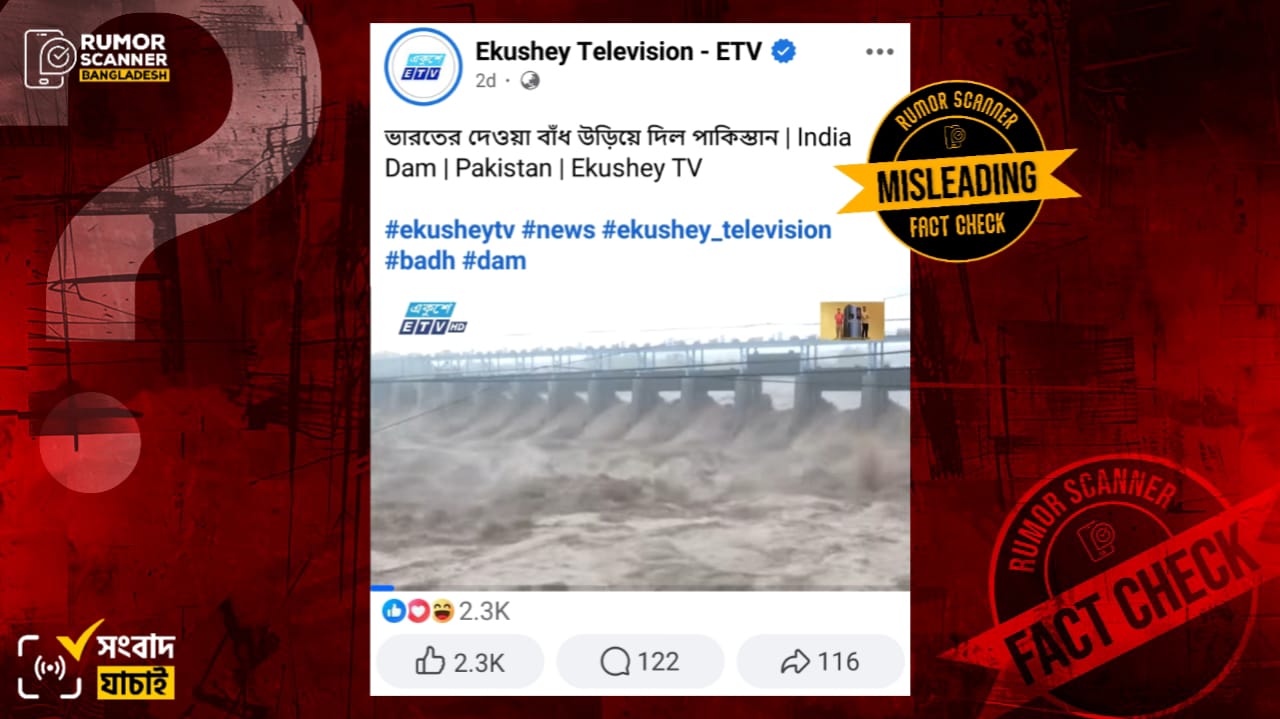 RUMOR
SCANNER
BANGLADESH
একুশে
ETV
Ekushey Television - ETV
2d ·
ভারতের দেওয়া বাঁধ উড়িয়ে দিল পাকিস্তান | India
Dam | Pakistan | Ekushey TV
#ekusheytv #news #ekushey_television
#badh #dam
একুশে
ETV HD
2.3K
2.3K
122
116
RUMOR SCANNER
MISLEADING
FACT CHECK
RUMOR SCANNER
FACT CHECK
সংবাদ
যাচাই